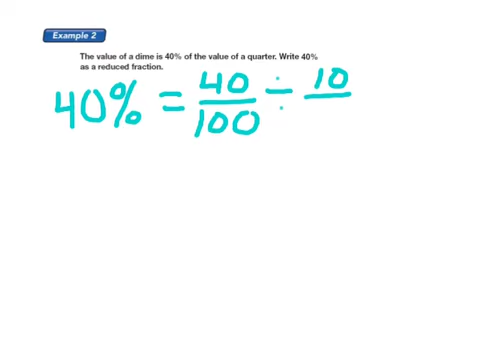 Example 2
The value of a dime is 40% of the value of a quarter. Write 40%
as a reduced fraction.
40% = 40/100 ÷ 10/